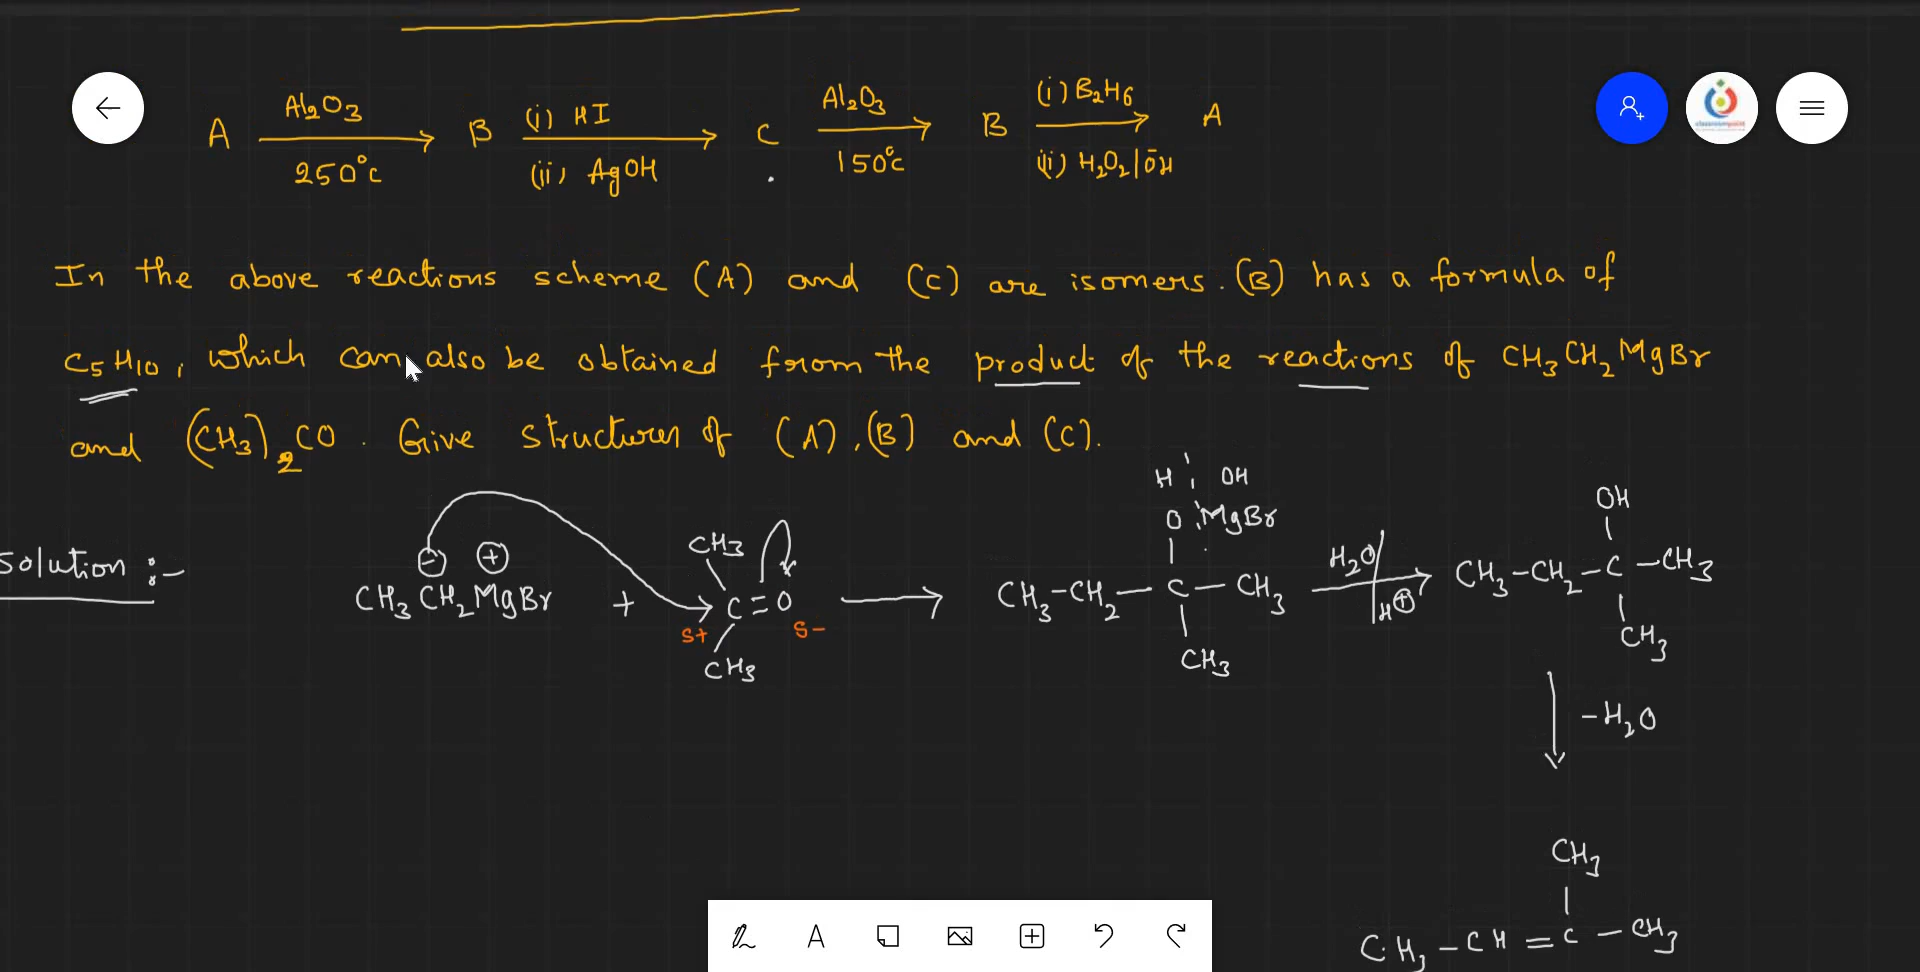 A Al₂O₃ 250°c B (i) HI (ii) AgOH C Al₂O₃ 150°c B (i) B₂H₆ (ii) H₂O₂/ŌH A
In the above reactions scheme (A) and (C) are isomers. (B) has a formula of
C₅H₁₀, which can also be obtained from the product of the reactions of CH₃CH₂MgBr
and (CH₃)₂CO. Give structures of (A), (B) and (C).
H OH
O MgBr
OH
Solution :-
⊖ ⊕
CH₃
CH₃CH₂MgBr + C=O
CH₃-CH₂-C-CH₃
H₂O/H⊕
CH₃-CH₂-C-CH₃
δ+ δ-
CH₃
CH₃
CH₃
-H₂O
CH₃
CH₃-CH=C-CH₃
A